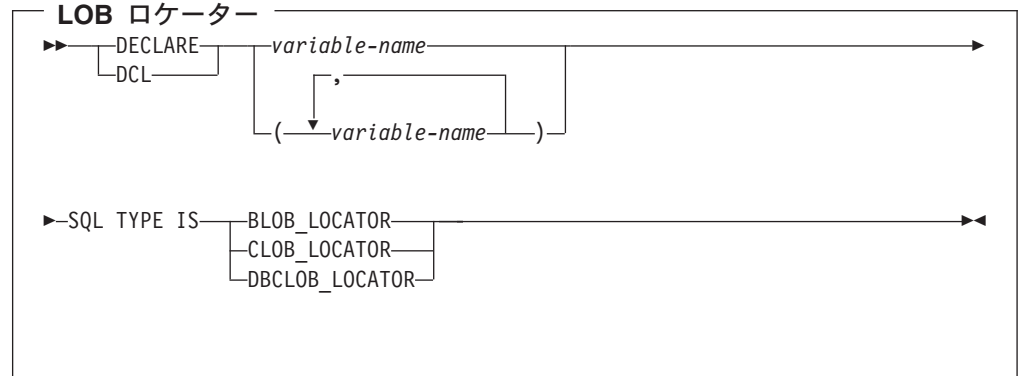 LOB ロケーター
DECLARE variable-name
DCL
,
( variable-name )
SQL TYPE IS BLOB_LOCATOR
CLOB_LOCATOR
DBCLOB_LOCATOR